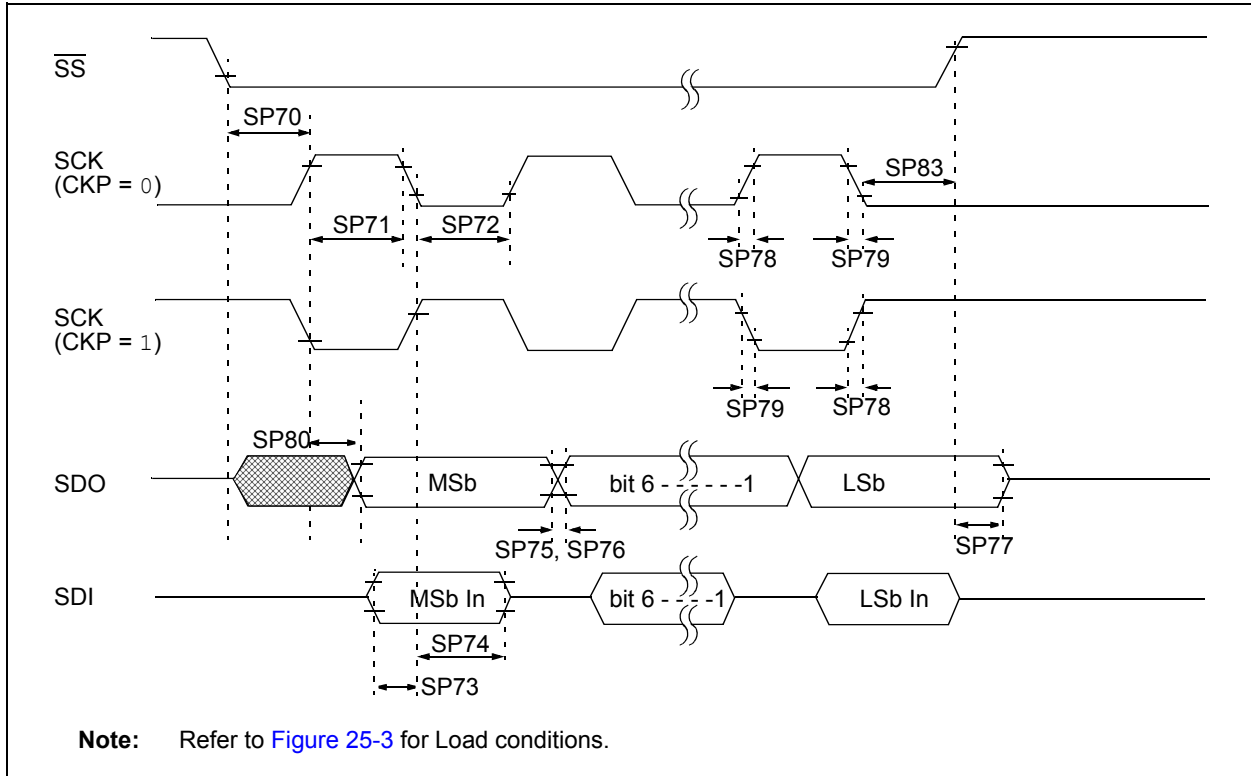 SS
SP70
SCK
(CKP = 0)
SP83
SP71
SP72
SP78
SP79
SCK
(CKP = 1)
SP79
SP78
SP80
SDO
MSb
bit 6 - - - - - -1
LSb
SP75, SP76
SP77
SDI
MSb In
bit 6 - - - -1
LSb In
SP74
SP73
Note: Refer to Figure 25-3 for Load conditions.